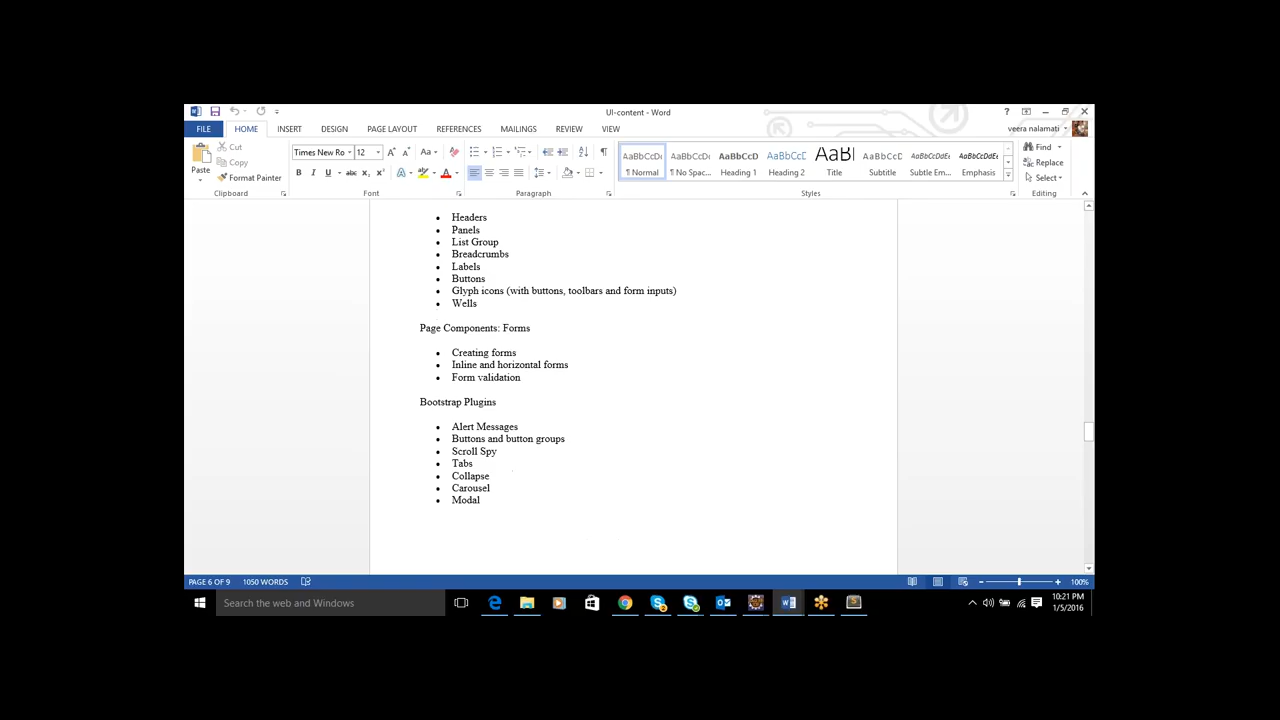 UI-content - Word
FILE HOME INSERT DESIGN PAGE LAYOUT REFERENCES MAILINGS REVIEW VIEW veera nalamati
Paste
Cut
Copy
Format Painter
Times New Ro 12
AaBbCcDc AaBbCcDc AaBbCcD AaBbCcD AaBl AaBbCcD AaBbCcDdE AaBbCcDdEe
¶ Normal ¶ No Spac... Heading 1 Heading 2 Title Subtitle Subtle Em... Emphasis
Find
Replace
Select
Clipboard Font Paragraph Styles Editing
• Headers
• Panels
• List Group
• Breadcrumbs
• Labels
• Buttons
• Glyph icons (with buttons, toolbars and form inputs)
• Wells
Page Components: Forms
• Creating forms
• Inline and horizontal forms
• Form validation
Bootstrap Plugins
• Alert Messages
• Buttons and button groups
• Scroll Spy
• Tabs
• Collapse
• Carousel
• Modal
PAGE 6 OF 9 1050 WORDS 100%
Search the web and Windows
10:21 PM
1/5/2016